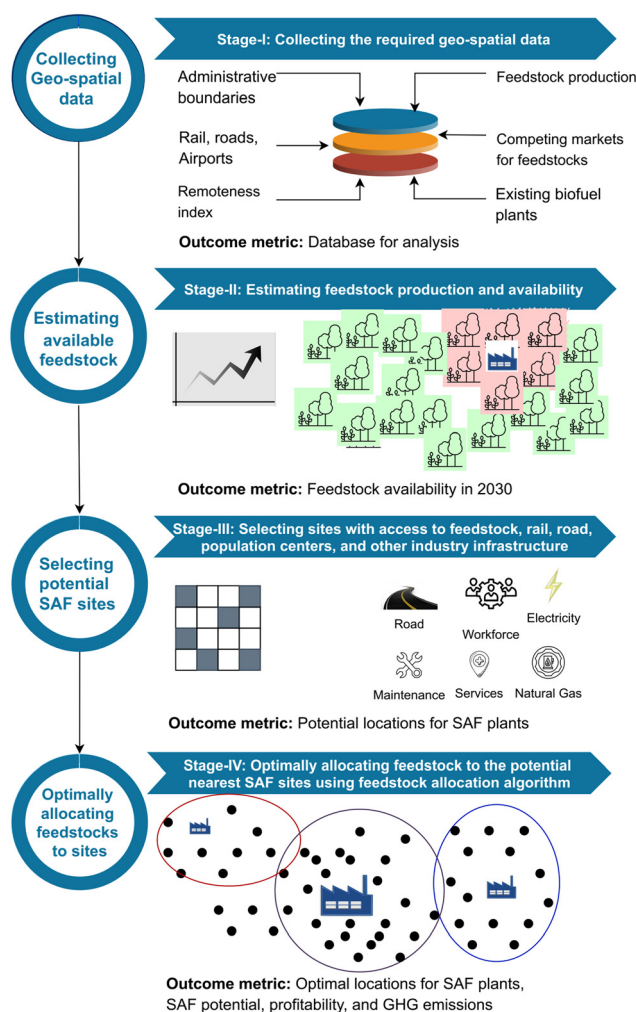 Collecting
Geo-spatial
data
Stage-I: Collecting the required geo-spatial data
Administrative
boundaries
Feedstock production
Rail, roads,
Airports
Competing markets
for feedstocks
Remoteness
index
Existing biofuel
plants
Outcome metric: Database for analysis
Estimating
available
feedstock
Stage-II: Estimating feedstock production and availability
Outcome metric: Feedstock availability in 2030
Selecting
potential
SAF sites
Stage-III: Selecting sites with access to feedstock, rail, road,
population centers, and other industry infrastructure
Road
Workforce
Electricity
Maintenance
Services
Natural Gas
Outcome metric: Potential locations for SAF plants
Optimally
allocating
feedstocks
to sites
Stage-IV: Optimally allocating feedstock to the potential
nearest SAF sites using feedstock allocation algorithm
Outcome metric: Optimal locations for SAF plants,
SAF potential, profitability, and GHG emissions